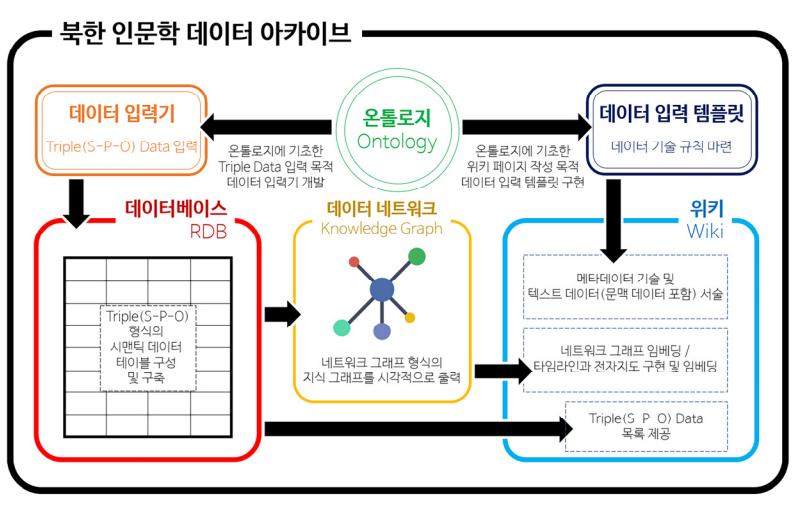 북한 인문학 데이터 아카이브
데이터 입력기
Triple(S-P-O) Data 입력
온톨로지
Ontology
데이터 입력 템플릿
데이터 기술 규칙 마련
온톨로지에 기초한
Triple Data 입력 목적
데이터 입력기 개발
온톨로지에 기초한
위키 페이지 작성 목적
데이터 입력 템플릿 구현
데이터베이스
RDB
Triple(S-P-O)
형식의
시맨틱 데이터
테이블 구성
및 구축
데이터 네트워크
Knowledge Graph
네트워크 그래프 형식의
지식 그래프를 시각적으로 출력
위키
Wiki
메타데이터 기술 및
텍스트 데이터(문맥 데이터 포함) 서술
네트워크 그래프 임베딩 /
타임라인과 전자지도 구현 및 임베딩
Triple(S P O) Data
목록 제공